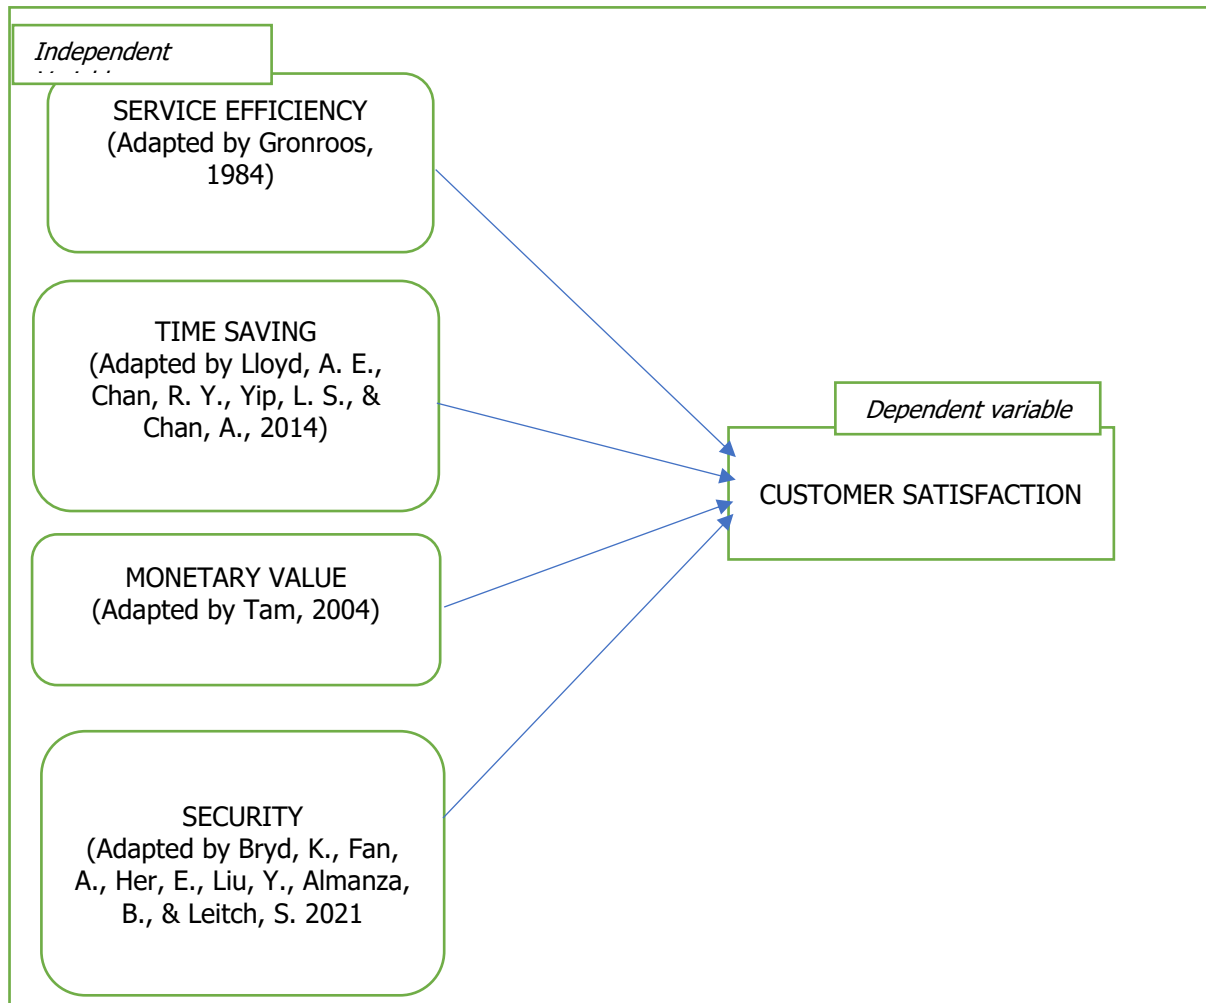 Independent
SERVICE EFFICIENCY
(Adapted by Gronroos,
1984)
TIME SAVING
(Adapted by Lloyd, A. E.,
Chan, R. Y., Yip, L. S., &
Chan, A., 2014)
MONETARY VALUE
(Adapted by Tam, 2004)
SECURITY
(Adapted by Bryd, K., Fan,
A., Her, E., Liu, Y., Almanza,
B., & Leitch, S. 2021
Dependent variable
CUSTOMER SATISFACTION